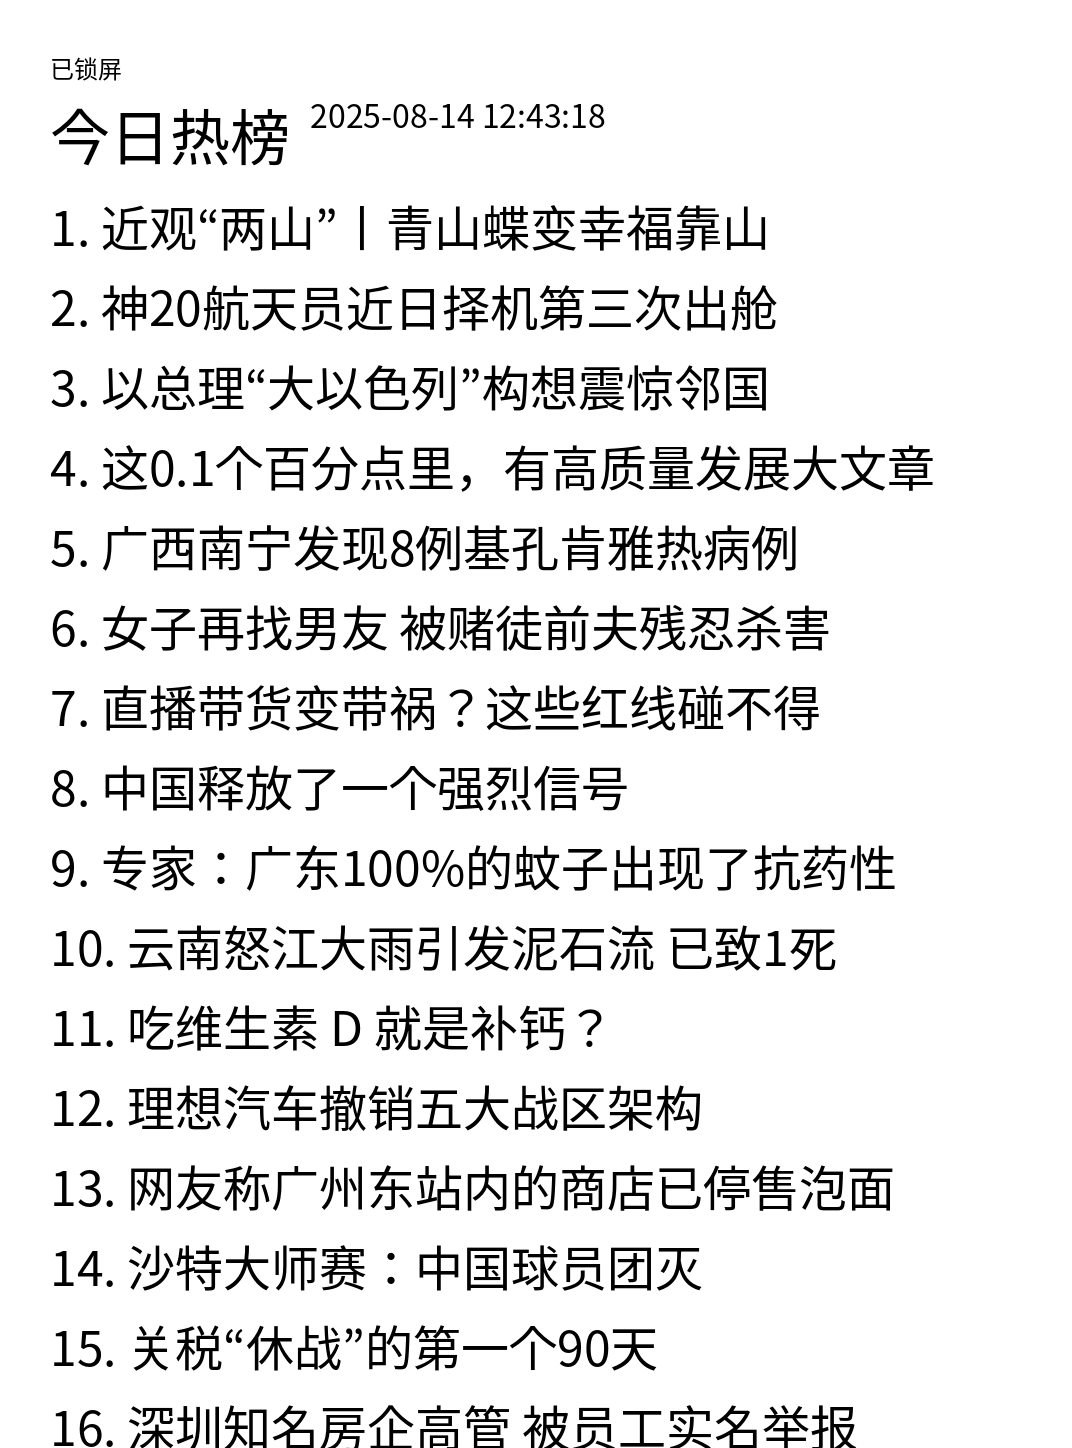 已锁屏
今日热榜 2025-08-14 12:43:18
1. 近观“两山”丨青山蝶变幸福靠山
2. 神20航天员近日择机第三次出舱
3. 以总理“大以色列”构想震惊邻国
4. 这0.1个百分点里，有高质量发展大文章
5. 广西南宁发现8例基孔肯雅热病例
6. 女子再找男友 被赌徒前夫残忍杀害
7. 直播带货变带祸？这些红线碰不得
8. 中国释放了一个强烈信号
9. 专家：广东100%的蚊子出现了抗药性
10. 云南怒江大雨引发泥石流 已致1死
11. 吃维生素 D 就是补钙？
12. 理想汽车撤销五大战区架构
13. 网友称广州东站内的商店已停售泡面
14. 沙特大师赛：中国球员团灭
15. 关税“休战”的第一个90天
16. 深圳知名房企高管 被员工实名举报